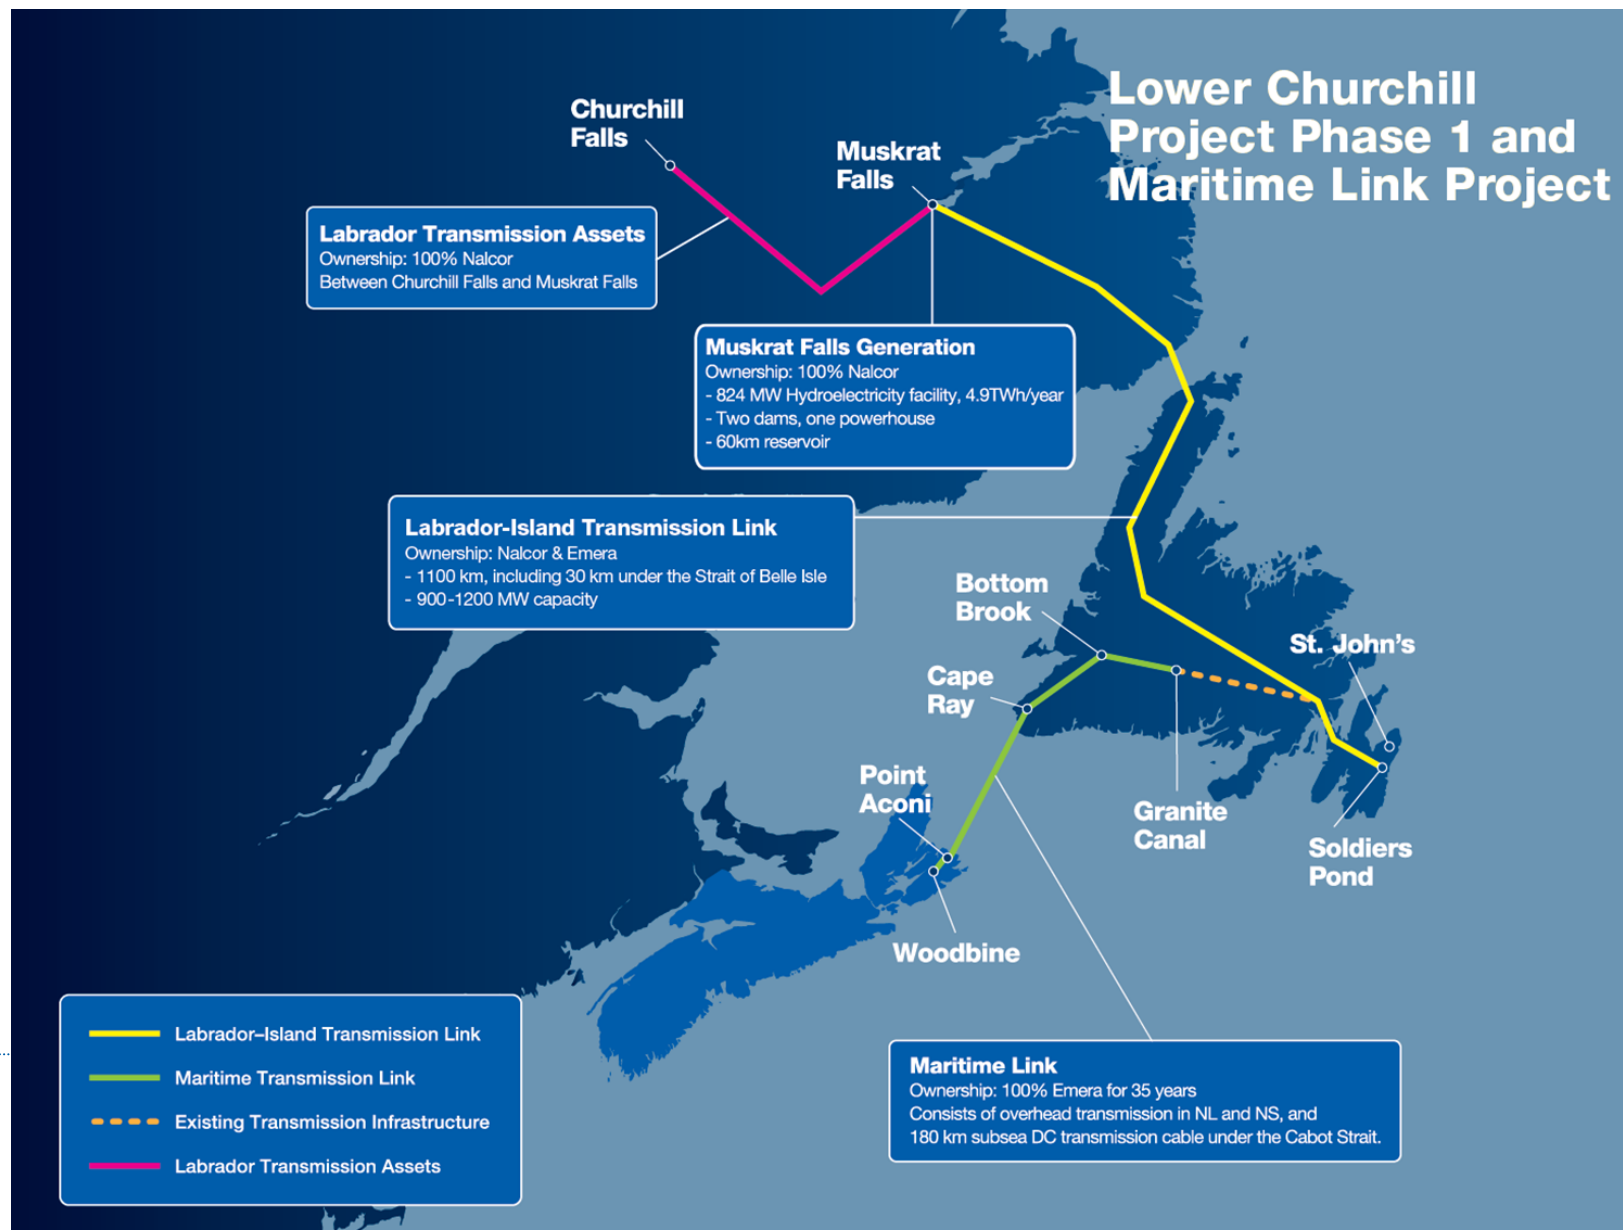 Lower Churchill
Project Phase 1 and
Maritime Link Project
Churchill
Falls
Muskrat
Falls
Labrador Transmission Assets
Ownership: 100% Nalcor
Between Churchill Falls and Muskrat Falls
Muskrat Falls Generation
Ownership: 100% Nalcor
- 824 MW Hydroelectricity facility, 4.9TWh/year
- Two dams, one powerhouse
- 60km reservoir
Labrador-Island Transmission Link
Ownership: Nalcor & Emera
- 1100 km, including 30 km under the Strait of Belle Isle
- 900-1200 MW capacity
Bottom
Brook
St. John's
Cape
Ray
Point
Aconi
Granite
Canal
Soldiers
Pond
Woodbine
Labrador–Island Transmission Link
Maritime Transmission Link
Existing Transmission Infrastructure
Labrador Transmission Assets
Maritime Link
Ownership: 100% Emera for 35 years
Consists of overhead transmission in NL and NS, and
180 km subsea DC transmission cable under the Cabot Strait.